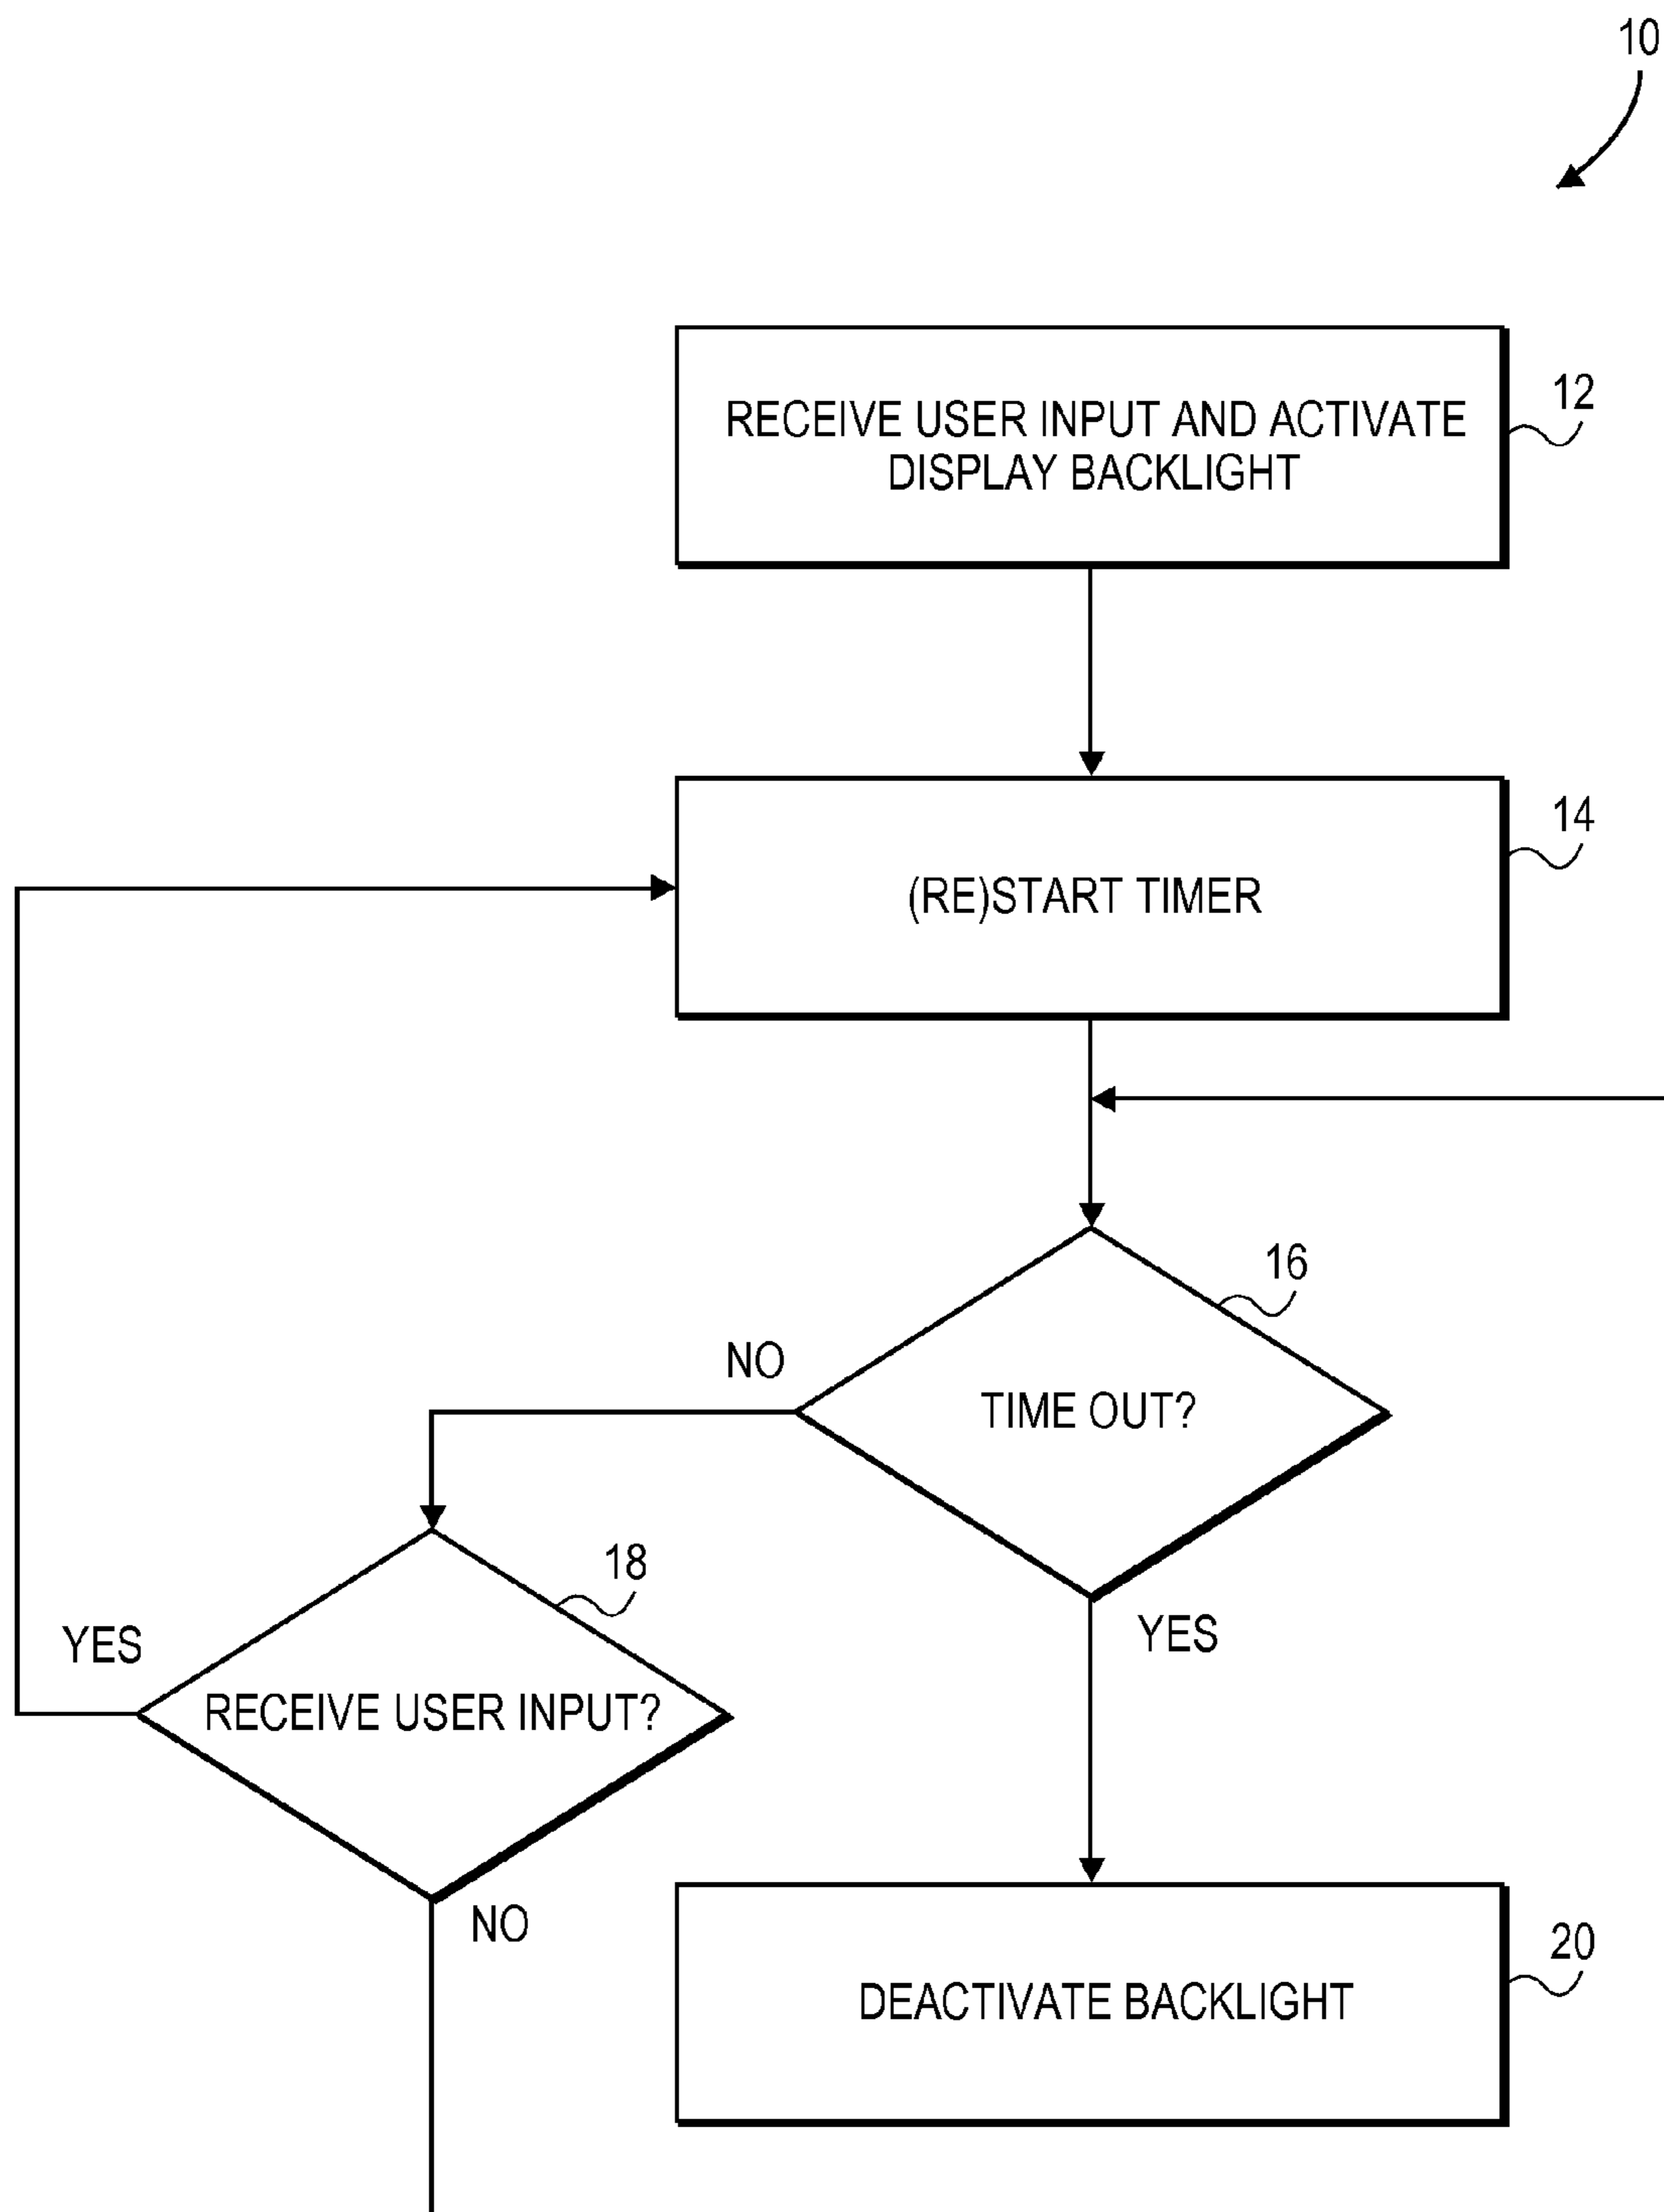 10
RECEIVE USER INPUT AND ACTIVATE
DISPLAY BACKLIGHT
12
(RE)START TIMER
14
TIME OUT?
16
NO
YES
RECEIVE USER INPUT?
18
YES
NO
DEACTIVATE BACKLIGHT
20